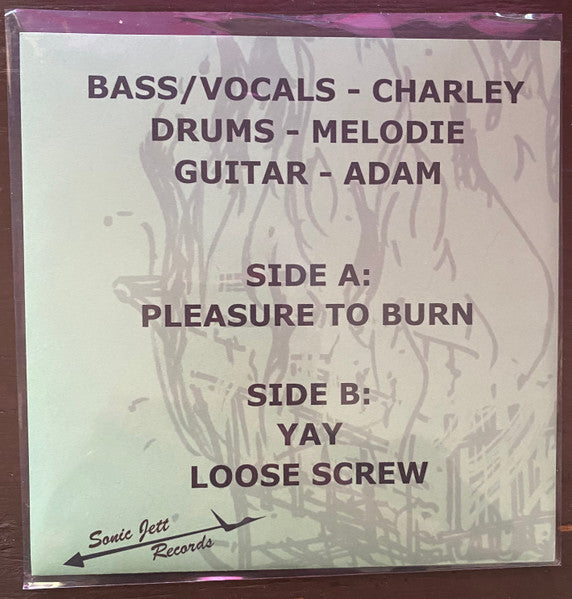 BASS/VOCALS - CHARLEY
DRUMS - MELODIE
GUITAR - ADAM
SIDE A:
PLEASURE TO BURN
SIDE B:
YAY
LOOSE SCREW
Sonic Jett
Records